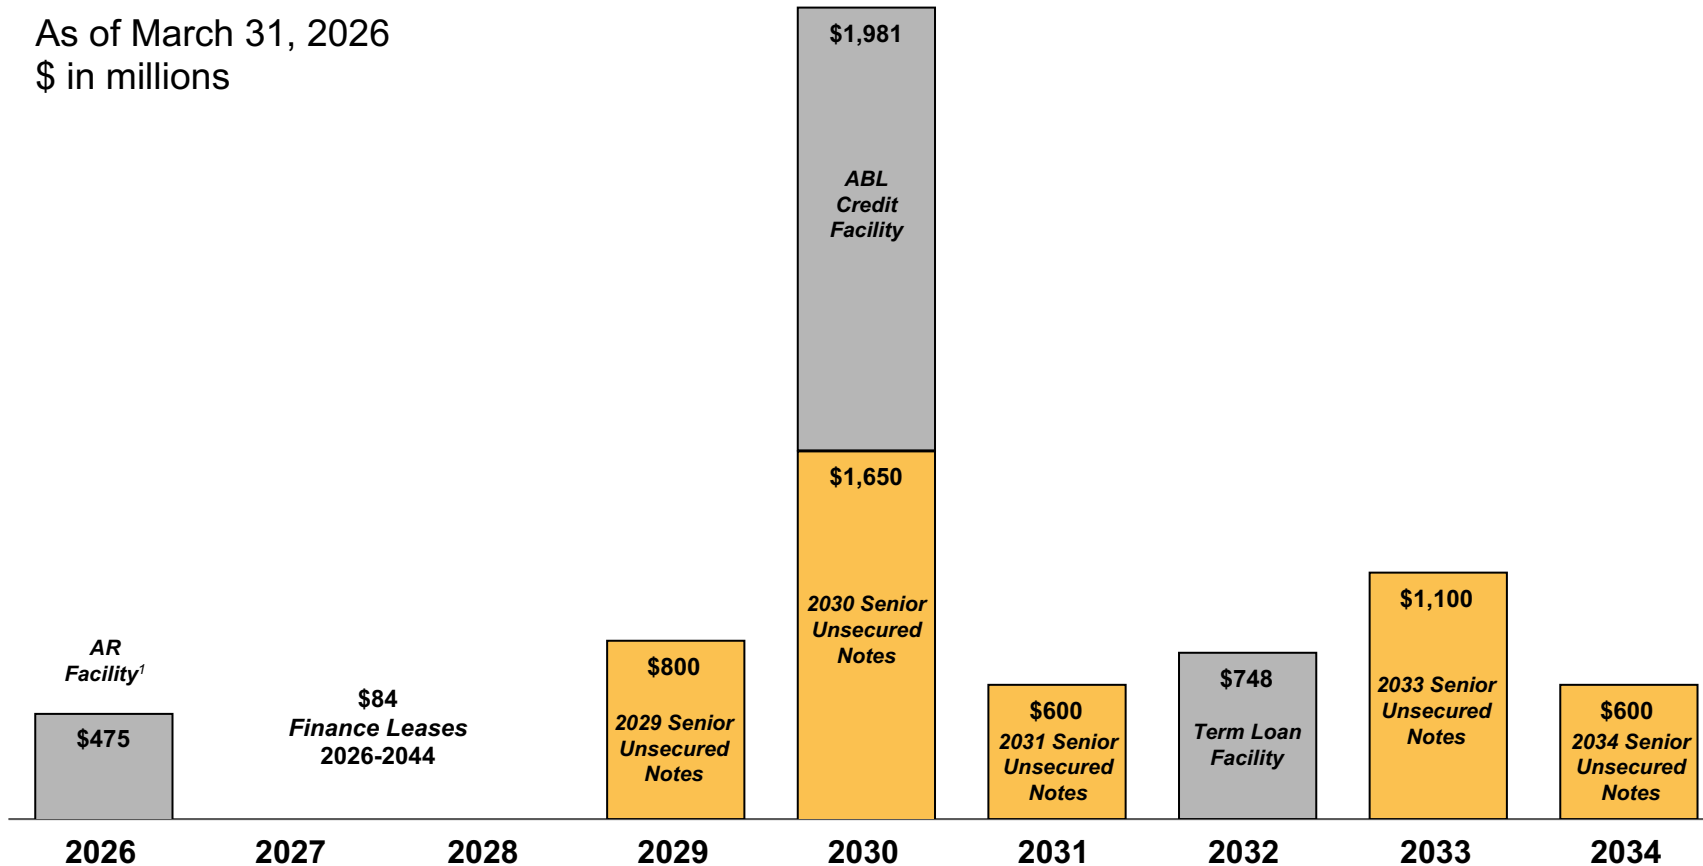 As of March 31, 2026
$ in millions
AR
Facility¹
$475
$84
Finance Leases
2026-2044
$800
2029 Senior
Unsecured
Notes
$1,981
ABL
Credit
Facility
$1,650
2030 Senior
Unsecured
Notes
$600
2031 Senior
Unsecured
Notes
$748
Term Loan
Facility
$1,100
2033 Senior
Unsecured
Notes
$600
2034 Senior
Unsecured
Notes
2026 2027 2028 2029 2030 2031 2032 2033 2034